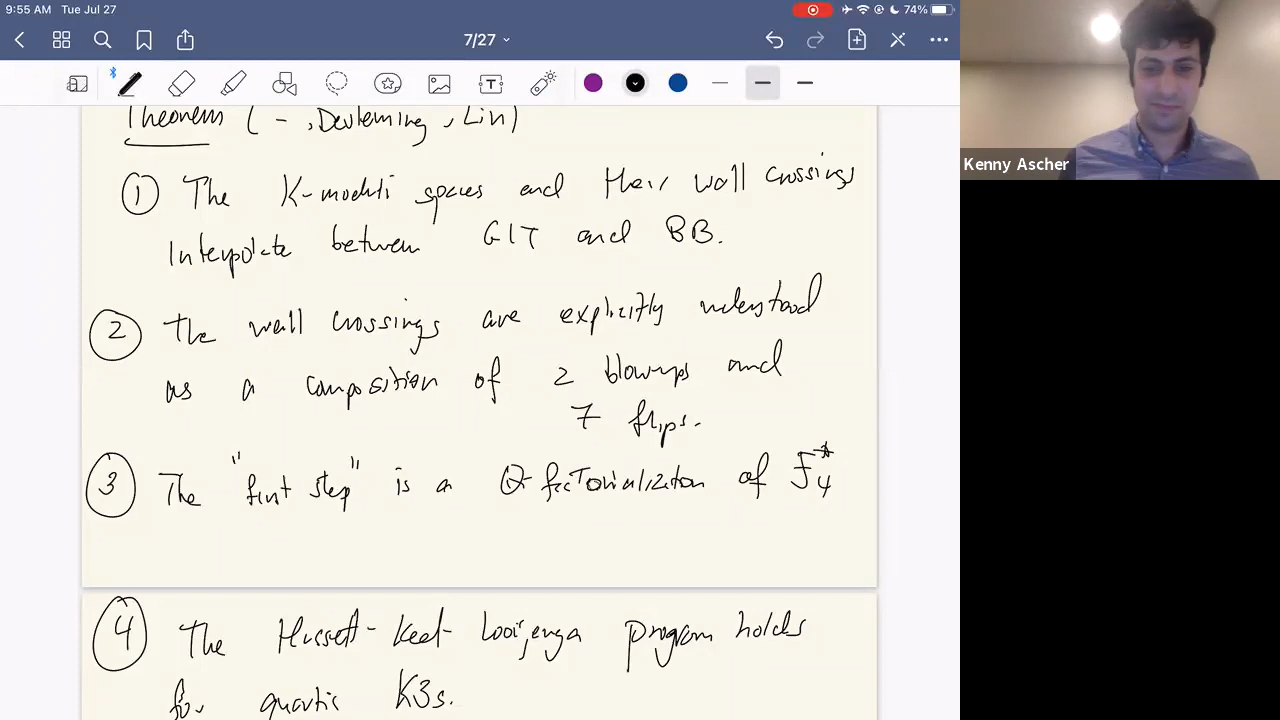 9:55 AM Tue Jul 27
74%
7/27
Kenny Ascher
Theorem (-, DeVleming, Liu)
① The K-moduli spaces and their wall crossings
interpolate between GIT and BB.
② The wall crossings are explicitly understood
as a composition of 2 blowups and
7 flips.
③ The "first step" is a Q-factorialization of F₄*
④ The Hassett-Keel-Looijenga program holds
for quartic K3s.